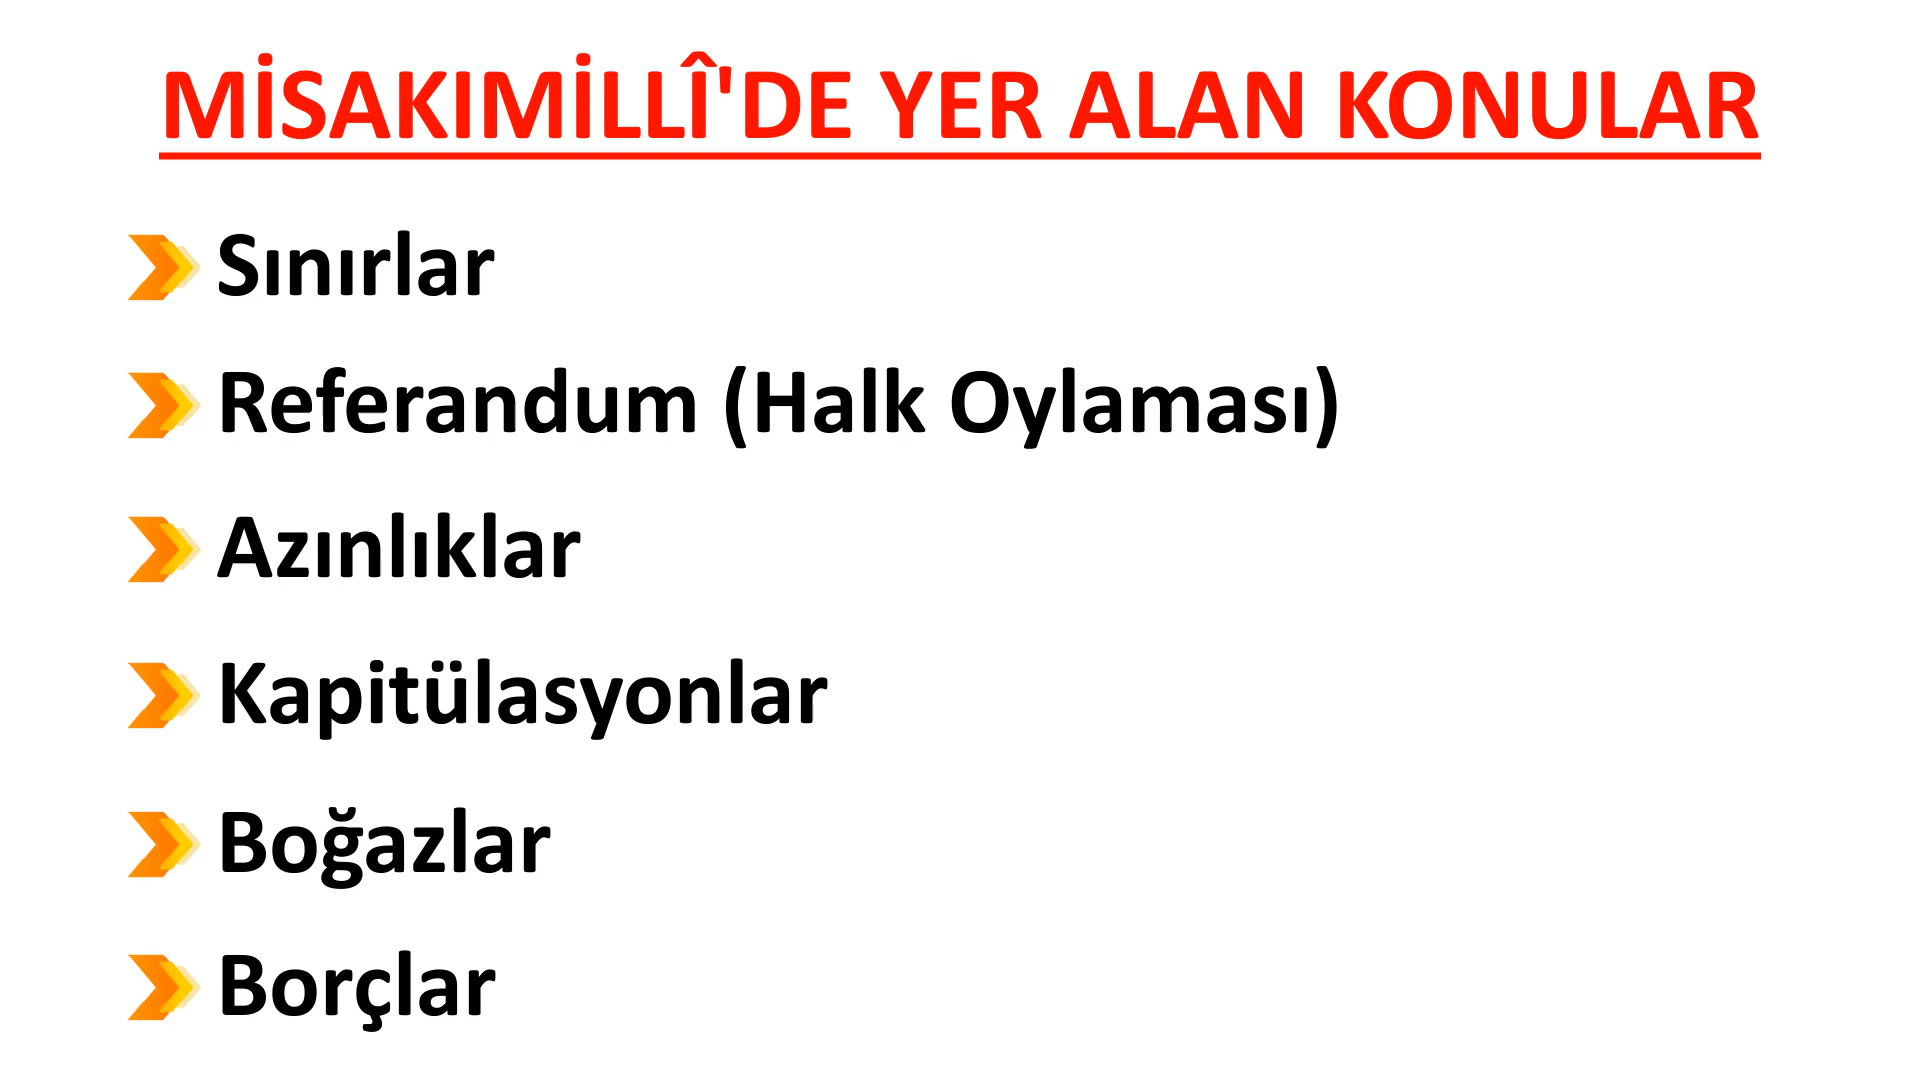 MİSAKIMİLLÎ'DE YER ALAN KONULAR
Sınırlar
Referandum (Halk Oylaması)
Azınlıklar
Kapitülasyonlar
Boğazlar
Borçlar